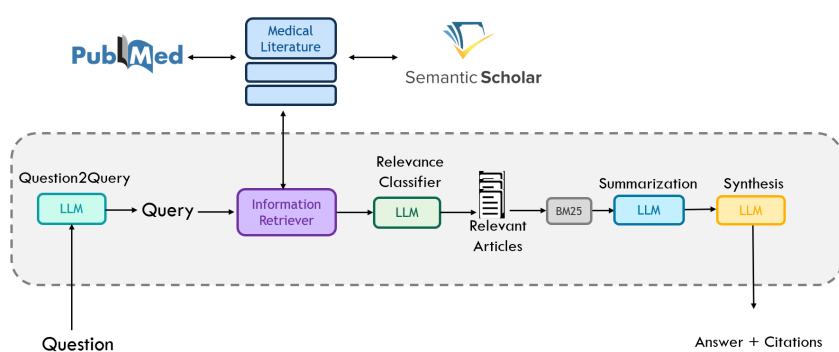 PubMed
Medical
Literature
Semantic Scholar
Question2Query
LLM
Query
Information
Retriever
Relevance
Classifier
LLM
Relevant
Articles
BM25
Summarization
LLM
Synthesis
LLM
Question
Answer + Citations